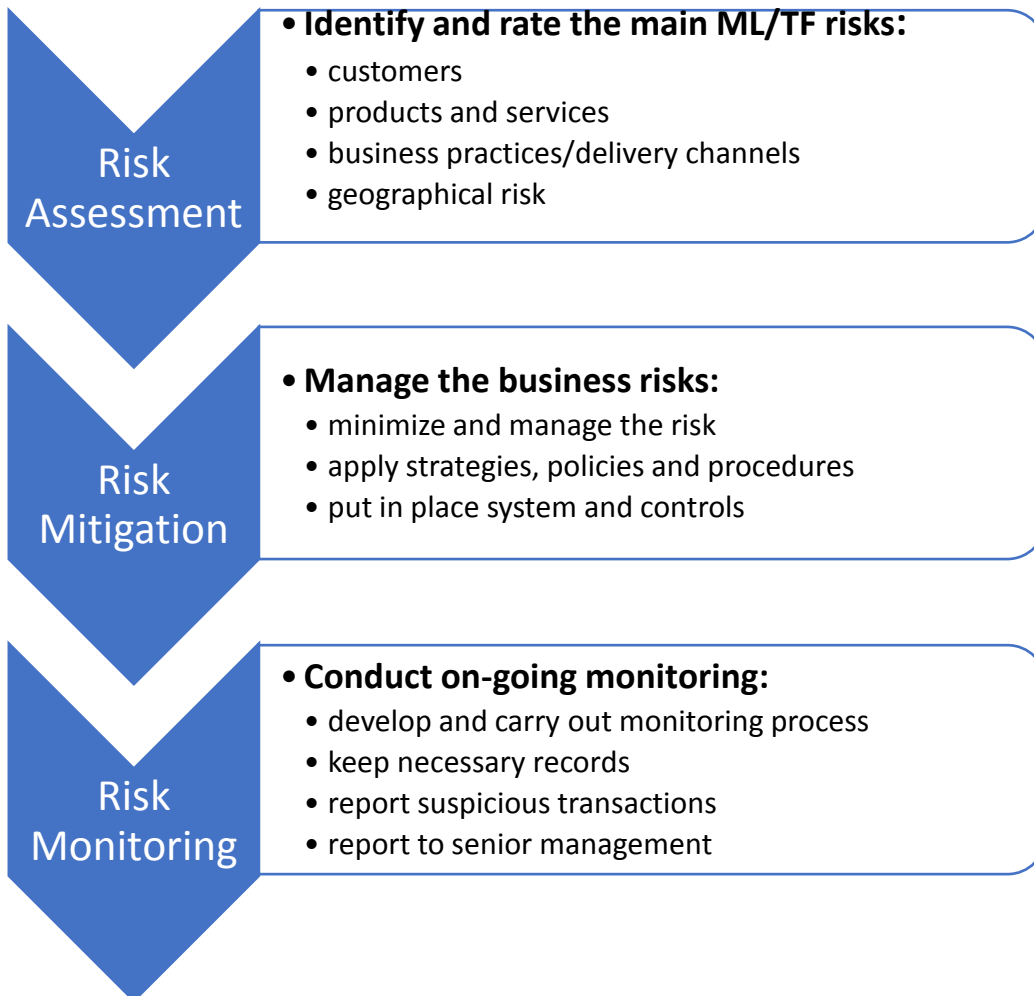 Risk
Assessment
• Identify and rate the main ML/TF risks:
• customers
• products and services
• business practices/delivery channels
• geographical risk
Risk
Mitigation
• Manage the business risks:
• minimize and manage the risk
• apply strategies, policies and procedures
• put in place system and controls
Risk
Monitoring
• Conduct on-going monitoring:
• develop and carry out monitoring process
• keep necessary records
• report suspicious transactions
• report to senior management